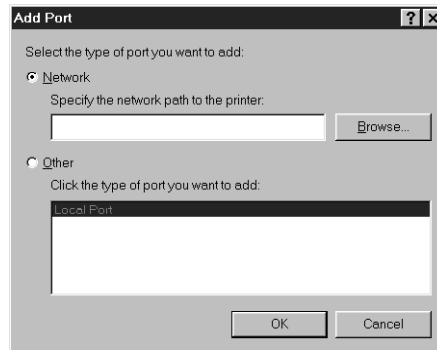 Add Port
Select the type of port you want to add:
Network
Specify the network path to the printer:
Browse...
Other
Click the type of port you want to add:
Local Port
OK
Cancel